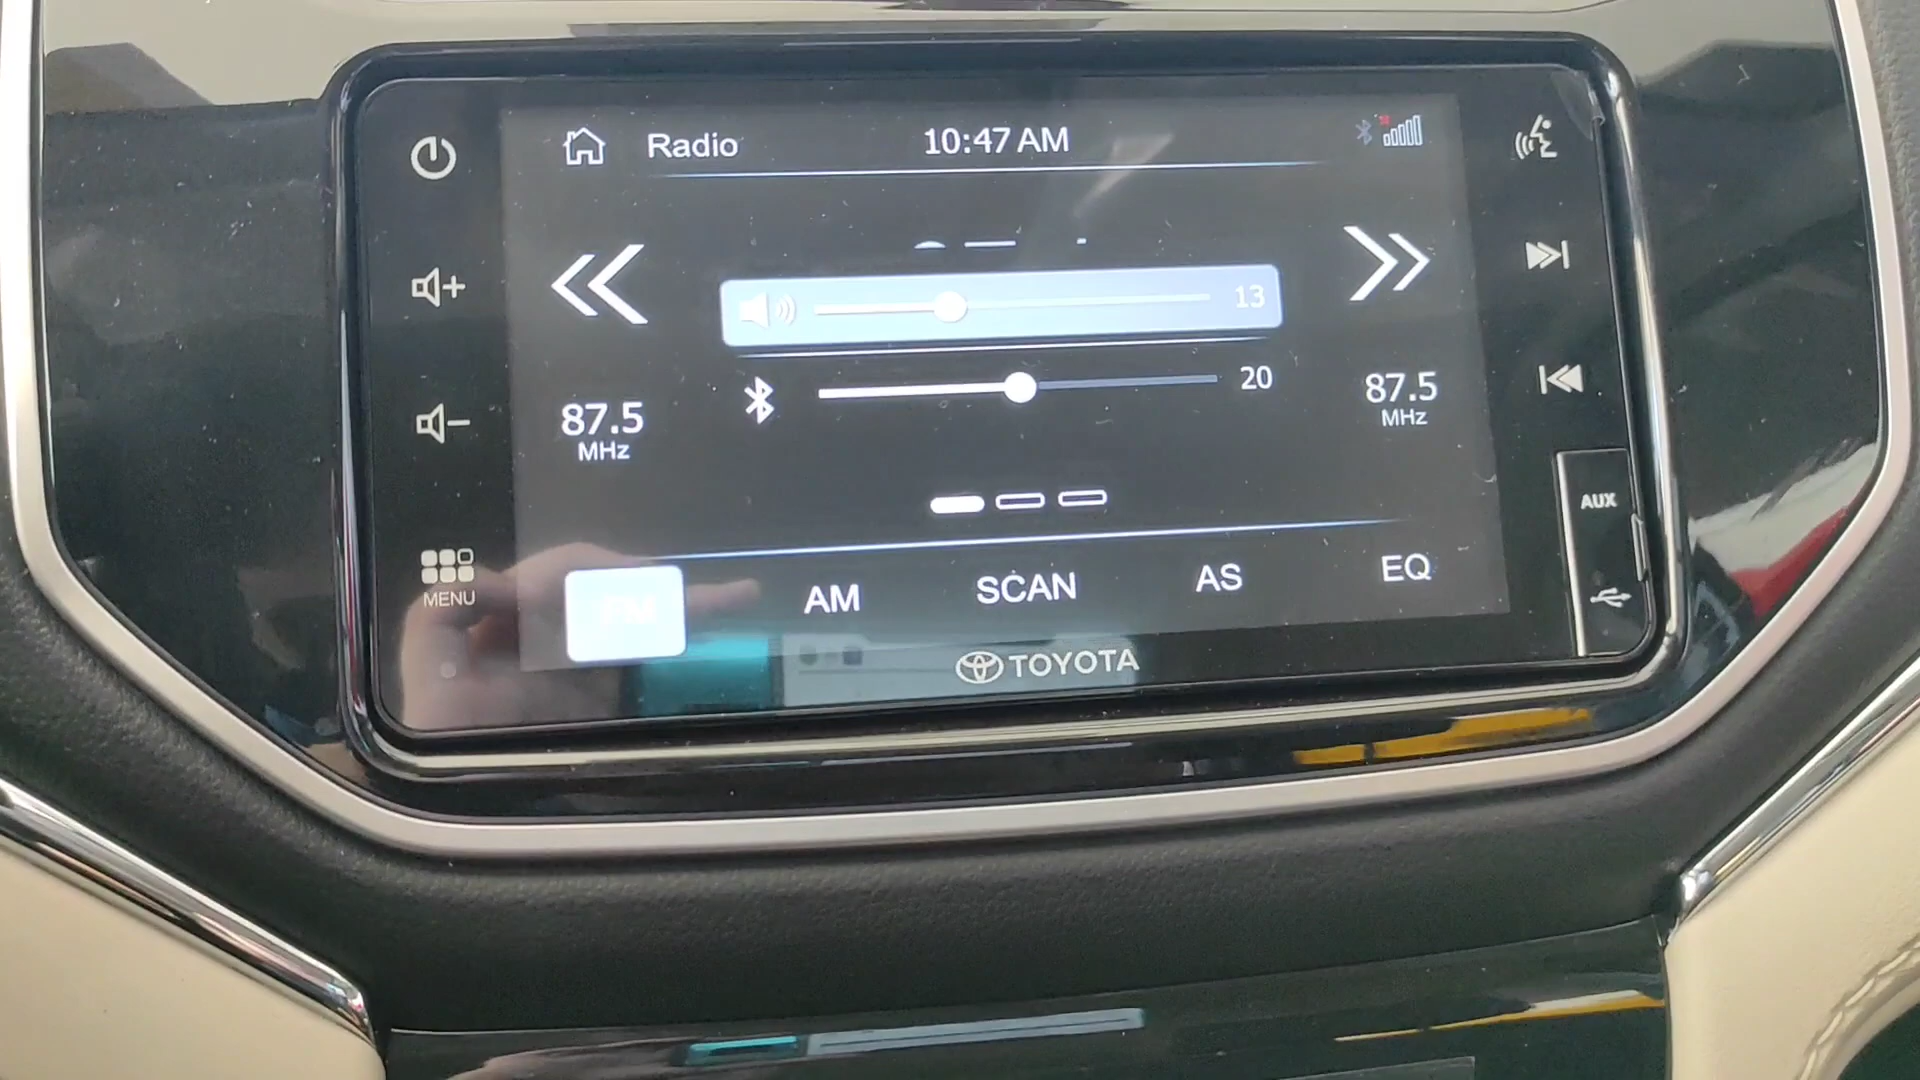 Radio
10:47 AM
13
20
87.5
MHz
87.5
MHz
MENU
FM
AM
SCAN
AS
EQ
AUX
TOYOTA